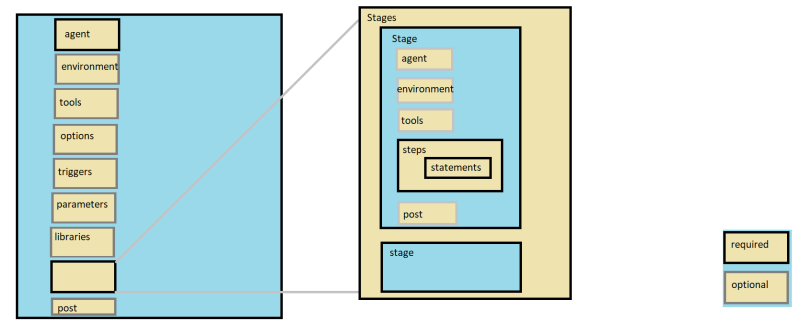 agent
environment
tools
options
triggers
parameters
libraries
post
Stages
Stage
agent
environment
tools
steps
statements
post
stage
required
optional